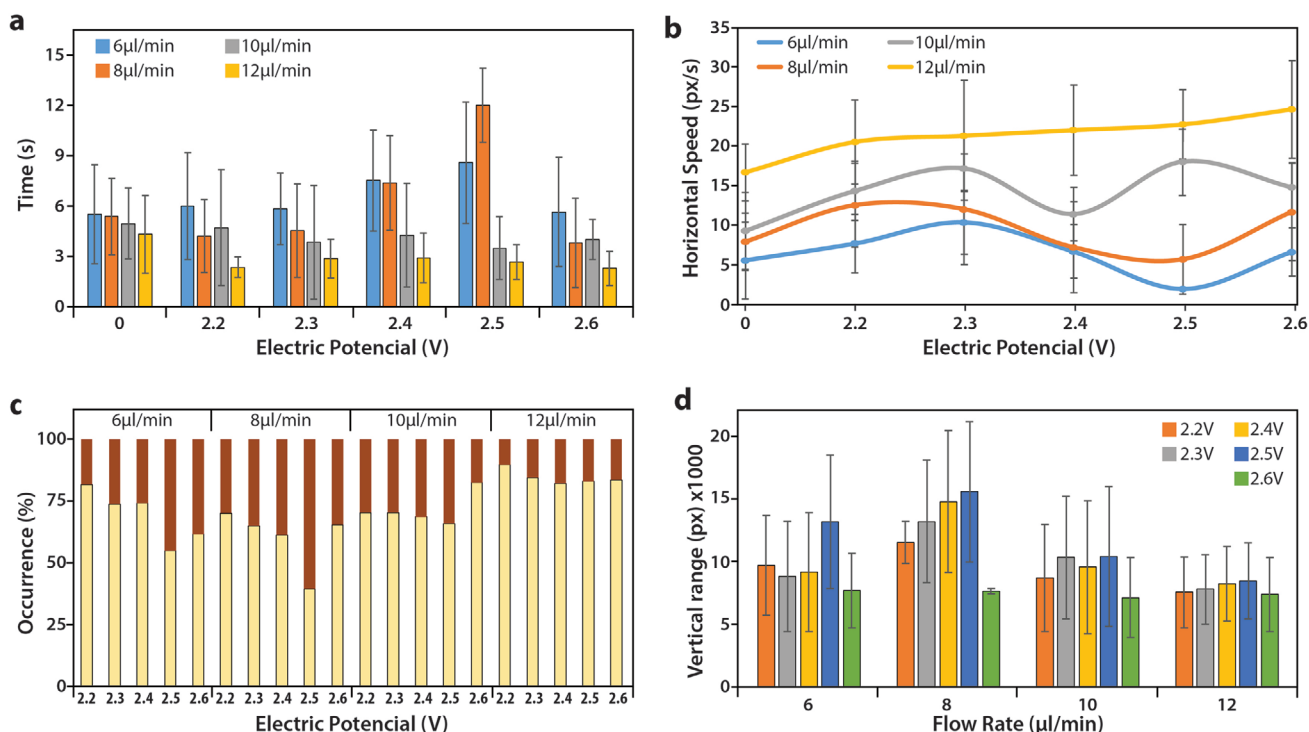 a
6µl/min 10µl/min
8µl/min 12µl/min
Time (s)
15
12
9
6
3
0
0 2.2 2.3 2.4 2.5 2.6
Electric Potencial (V)
b
6µl/min 10µl/min
8µl/min 12µl/min
Horizontal Speed (px/s)
35
30
25
20
15
10
5
0
0 2.2 2.3 2.4 2.5 2.6
Electric Potencial (V)
c
6µl/min 8µl/min 10µl/min 12µl/min
Occurrence (%)
100
75
50
25
0
2.2 2.3 2.4 2.5 2.6 2.2 2.3 2.4 2.5 2.6 2.2 2.3 2.4 2.5 2.6 2.2 2.3 2.4 2.5 2.6
Electric Potencial (V)
d
2.2V 2.4V
2.3V 2.5V
2.6V
Vertical range (px) x1000
20
15
10
5
0
6 8 10 12
Flow Rate (µl/min)